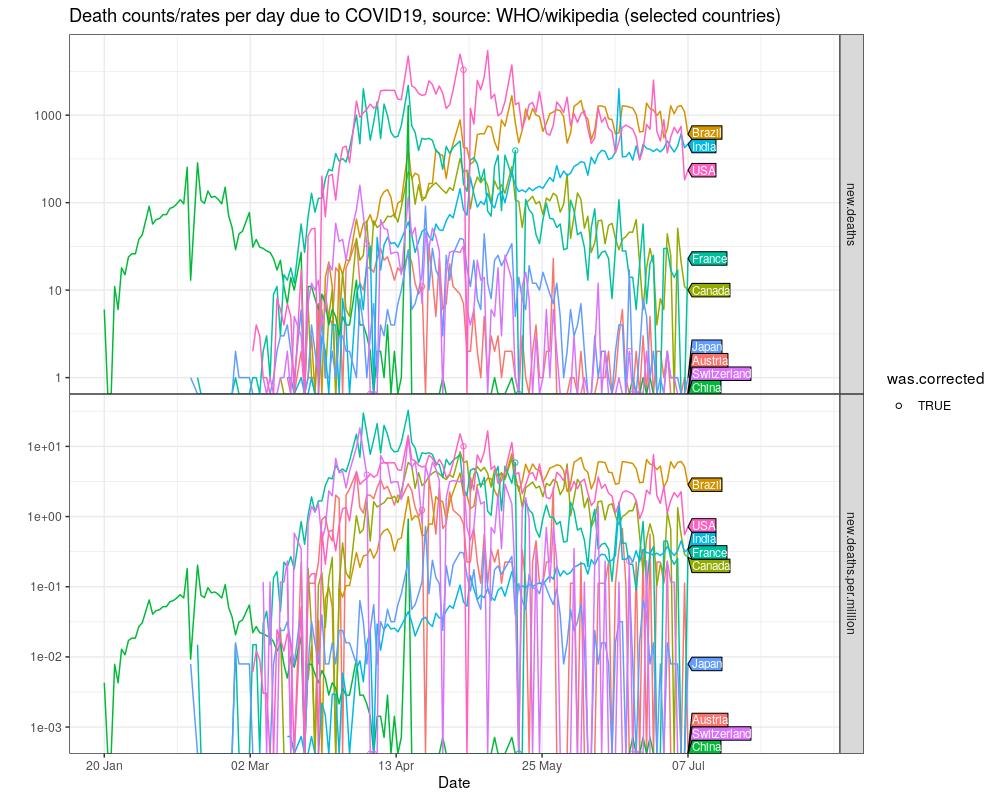 Death counts/rates per day due to COVID19, source: WHO/wikipedia (selected countries)
1000
100
10
1
Brazil
India
USA
France
Canada
Japan
Austria
Switzerland
China
new.deaths
1e+01
1e+00
1e-01
1e-02
1e-03
Brazil
USA
India
France
Canada
Japan
Austria
Switzerland
China
new.deaths.per.million
20 Jan
02 Mar
13 Apr
25 May
07 Jul
Date
was.corrected
TRUE